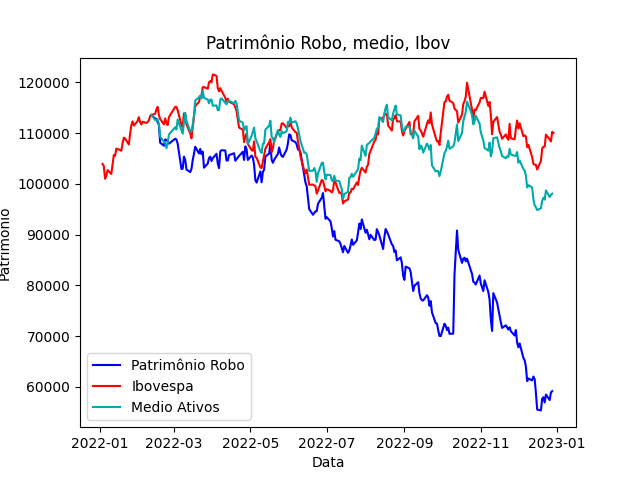 Patrimônio Robo, medio, Ibov
120000
110000
100000
90000
80000
70000
60000
Patrimonio
Patrimônio Robo
Ibovespa
Medio Ativos
2022-01 2022-03 2022-05 2022-07 2022-09 2022-11 2023-01
Data